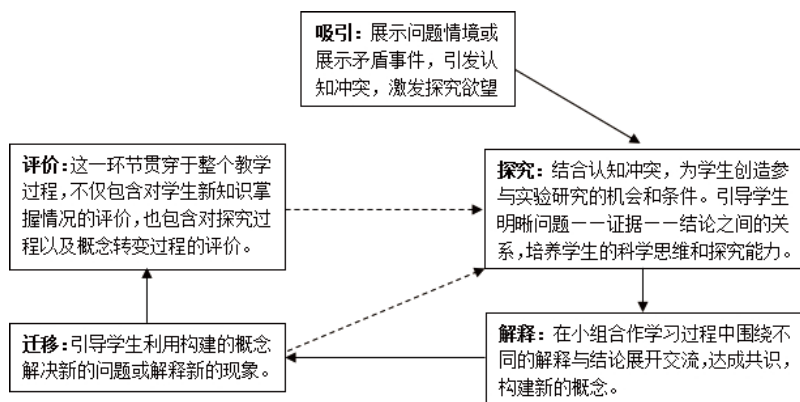 吸引：展示问题情境或
展示矛盾事件，引发认
知冲突，激发探究欲望
评价：这一环节贯穿于整个教学
过程，不仅包含对学生新知识掌
握情况的评价，也包含对探究过
程以及概念转变过程的评价。
探究：结合认知冲突，为学生创造参
与实验研究的机会和条件。引导学生
明晰问题——证据——结论之间的关
系，培养学生的科学思维和探究能力。
迁移：引导学生利用构建的概念
解决新的问题或解释新的现象。
解释：在小组合作学习过程中围绕不
同的解释与结论展开交流，达成共识，
构建新的概念。